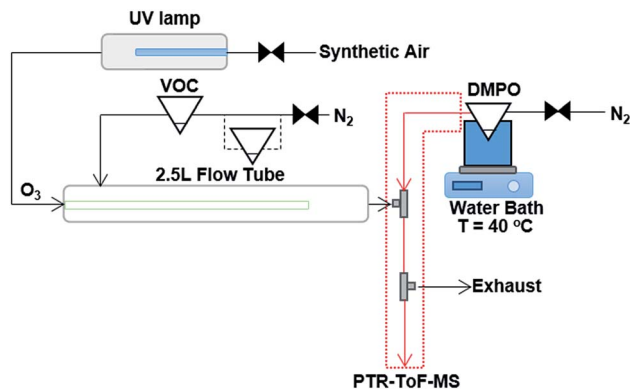 UV lamp
Synthetic Air
VOC
DMPO
N₂
N₂
2.5L Flow Tube
O₃
Water Bath
T = 40 °C
Exhaust
PTR-ToF-MS